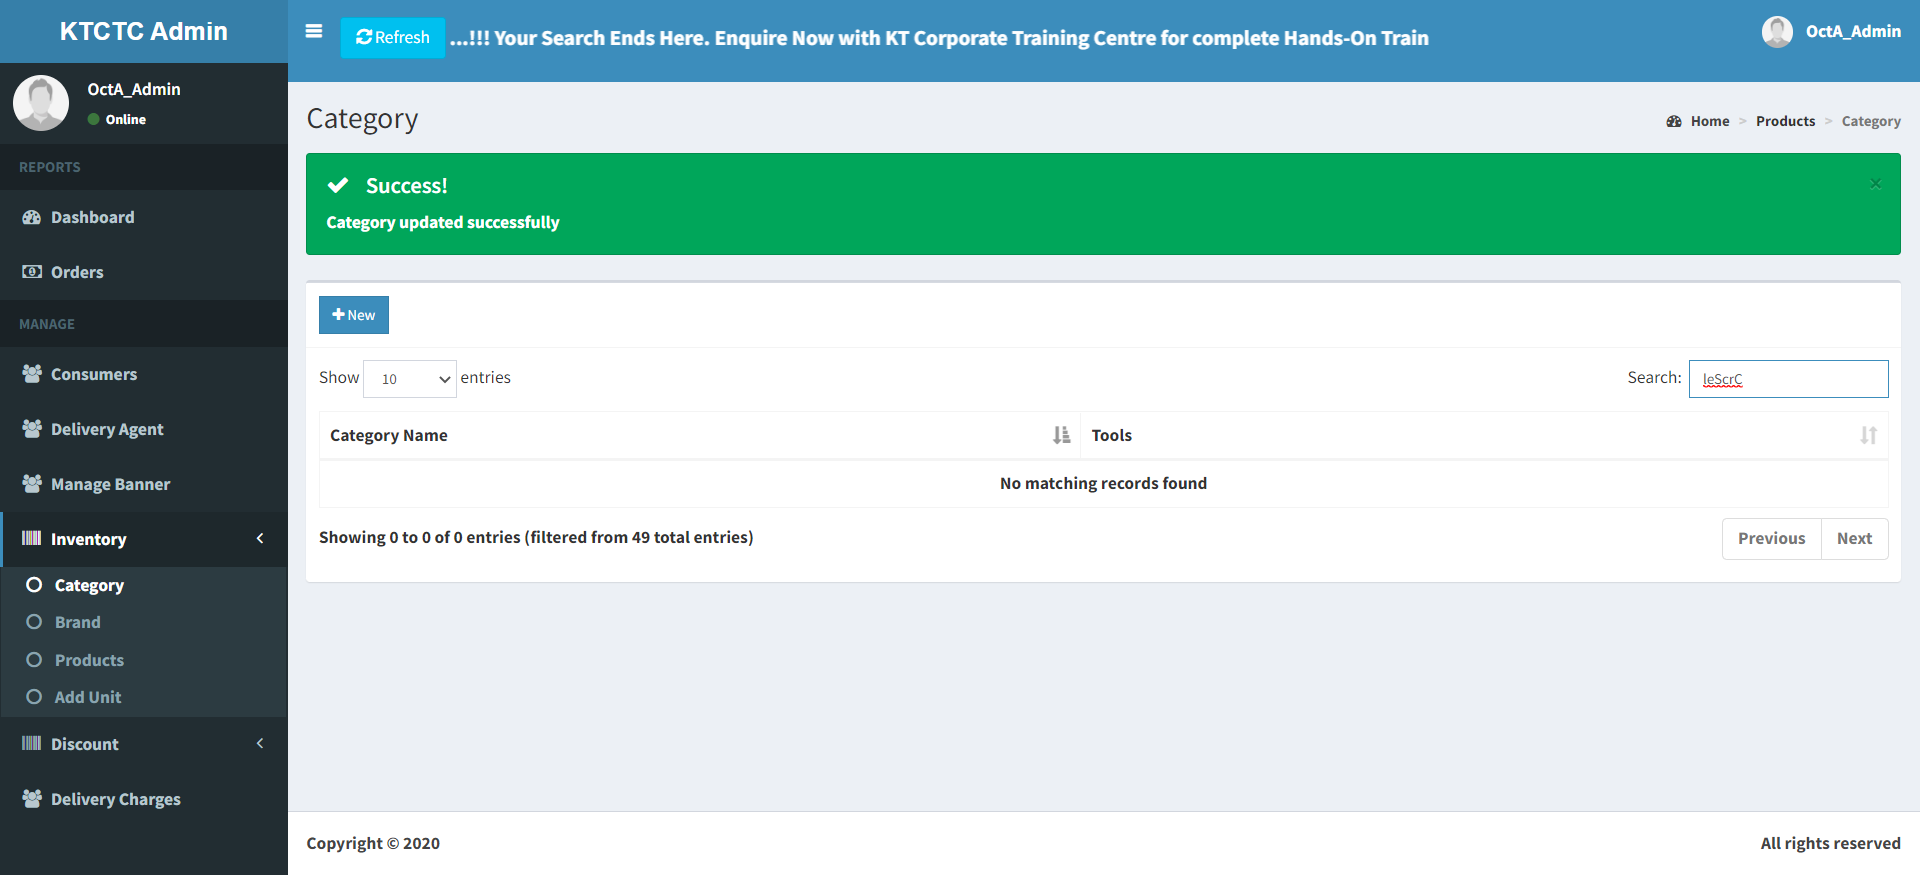 KTCTC Admin
Refresh
...!!! Your Search Ends Here. Enquire Now with KT Corporate Training Centre for complete Hands-On Train
OctA_Admin
OctA_Admin
Online
REPORTS
Dashboard
Orders
MANAGE
Consumers
Delivery Agent
Manage Banner
Inventory
Category
Brand
Products
Add Unit
Discount
Delivery Charges
Category
Home > Products > Category
Success!
×
Category updated successfully
New
Show 10 entries
Search: leScrC
Category Name
Tools
No matching records found
Showing 0 to 0 of 0 entries (filtered from 49 total entries)
Previous
Next
Copyright © 2020
All rights reserved